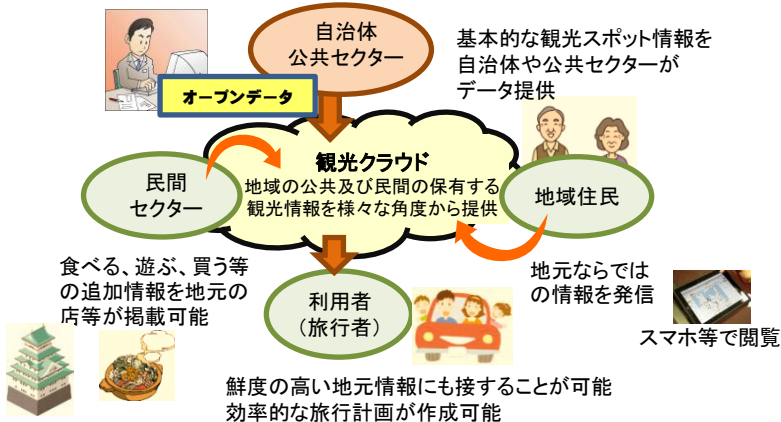 自治体
公共セクター
基本的な観光スポット情報を
自治体や公共セクターが
データ提供
オープンデータ
観光クラウド
地域の公共及び民間の保有する
観光情報を様々な角度から提供
民間
セクター
地域住民
食べる、遊ぶ、買う等
の追加情報を地元の
店等が掲載可能
利用者
（旅行者）
地元ならでは
の情報を発信
スマホ等で閲覧
鮮度の高い地元情報にも接することが可能
効率的な旅行計画が作成可能